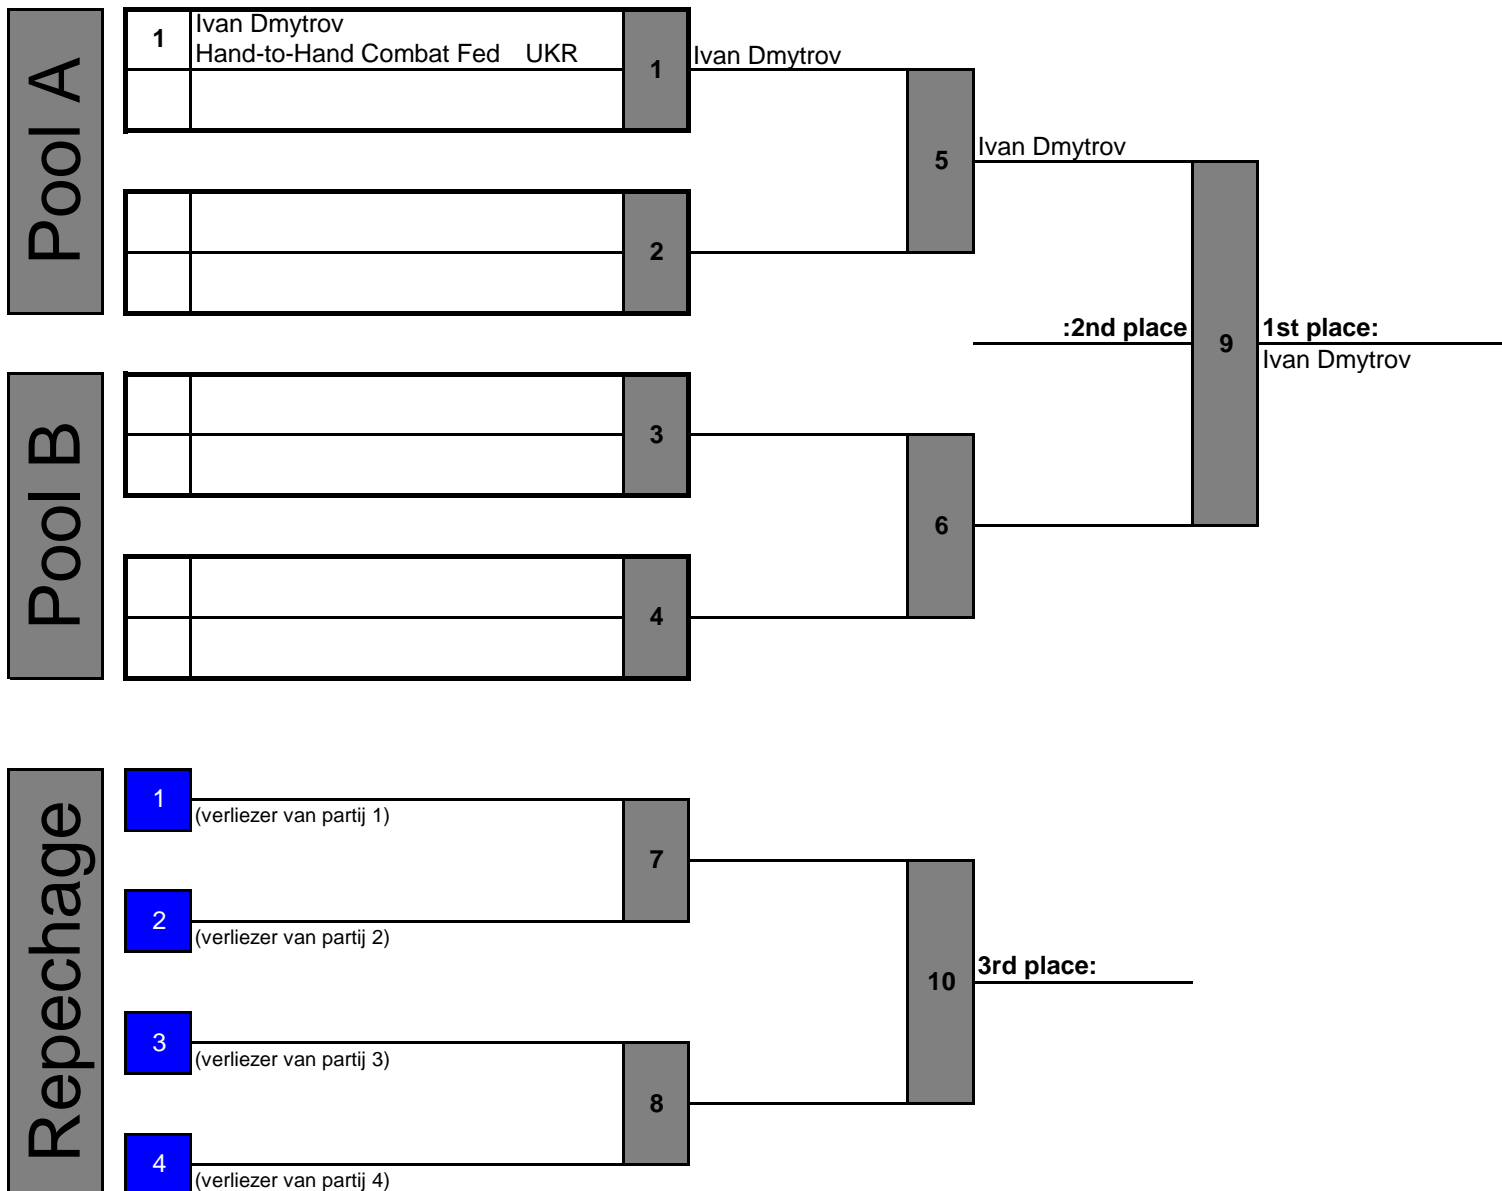 Pool A
1
Ivan Dmytrov
Hand-to-Hand Combat Fed UKR
1
Ivan Dmytrov
2
5
Ivan Dmytrov
:2nd place
9
1st place:
Ivan Dmytrov
Pool B
3
4
6
Repechage
1
(verliezer van partij 1)
2
(verliezer van partij 2)
7
3
(verliezer van partij 3)
4
(verliezer van partij 4)
8
10
3rd place: